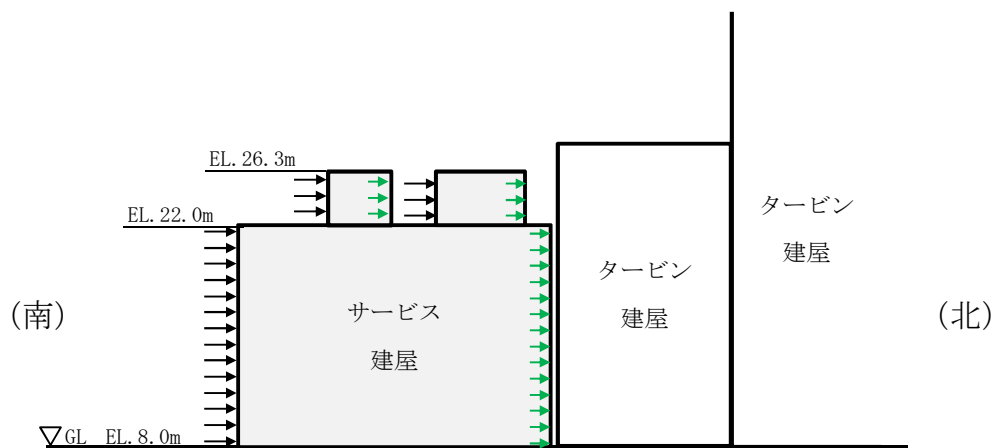 EL.26.3m
EL.22.0m
タービン
建屋
タービン
建屋
サービス
建屋
(南)
(北)
▽GL EL.8.0m